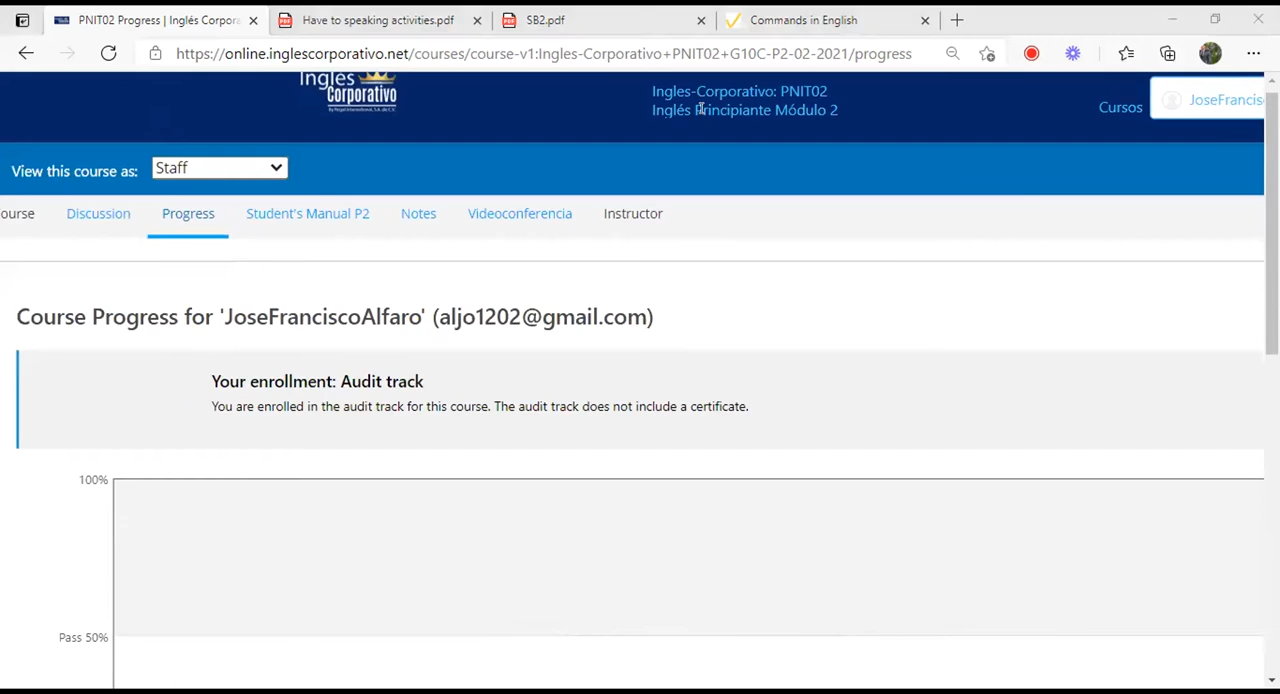 PNIT02 Progress | Inglés Corpora
Have to speaking activities.pdf
SB2.pdf
Commands in English
https://online.inglescorporativo.net/courses/course-v1:Ingles-Corporativo+PNIT02+G10C-P2-02-2021/progress
Inglés
Corporativo
Ingles-Corporativo: PNIT02
Inglés Principiante Módulo 2
Cursos
JoseFrancis
View this course as:
Staff
ourse
Discussion
Progress
Student's Manual P2
Notes
Videoconferencia
Instructor
Course Progress for 'JoseFranciscoAlfaro' (aljo1202@gmail.com)
Your enrollment: Audit track
You are enrolled in the audit track for this course. The audit track does not include a certificate.
100%
Pass 50%